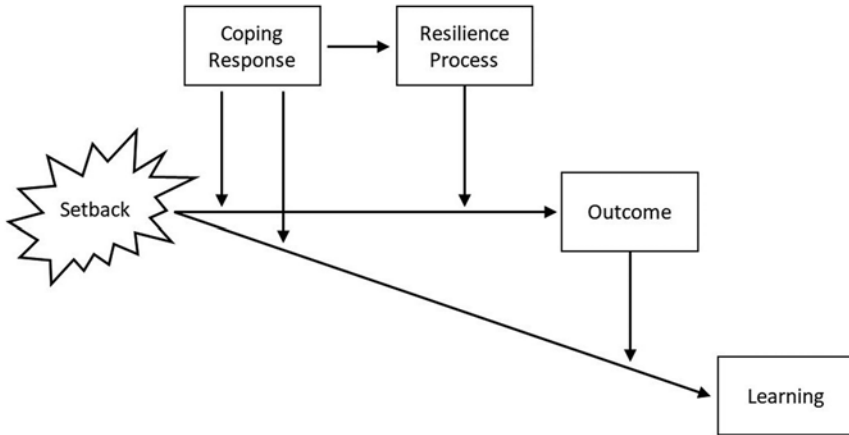 Coping
Response
Resilience
Process
Setback
Outcome
Learning